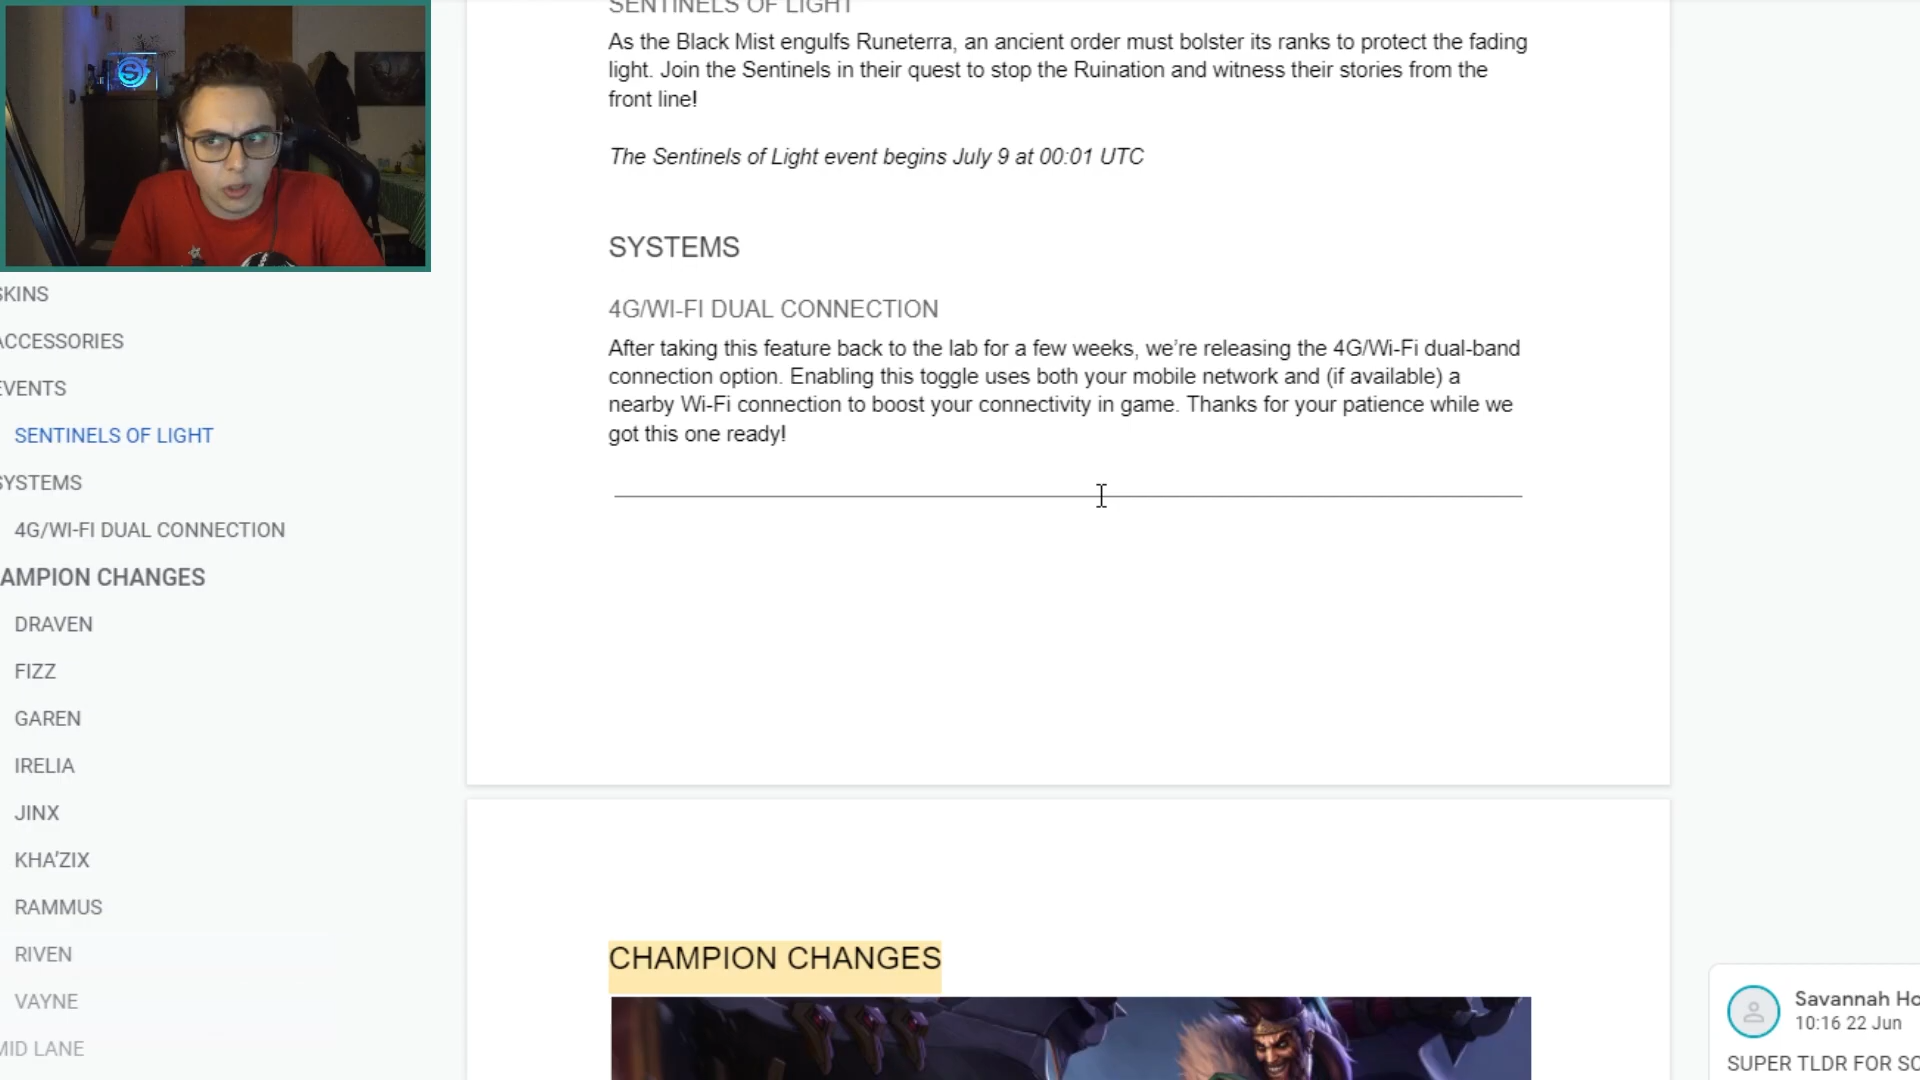 SENTINELS OF LIGHT
As the Black Mist engulfs Runeterra, an ancient order must bolster its ranks to protect the fading
light. Join the Sentinels in their quest to stop the Ruination and witness their stories from the
front line!
The Sentinels of Light event begins July 9 at 00:01 UTC
SYSTEMS
4G/WI-FI DUAL CONNECTION
After taking this feature back to the lab for a few weeks, we’re releasing the 4G/Wi-Fi dual-band
connection option. Enabling this toggle uses both your mobile network and (if available) a
nearby Wi-Fi connection to boost your connectivity in game. Thanks for your patience while we
got this one ready!
CHAMPION CHANGES
SKINS
ACCESSORIES
EVENTS
SENTINELS OF LIGHT
SYSTEMS
4G/WI-FI DUAL CONNECTION
AMPION CHANGES
DRAVEN
FIZZ
GAREN
IRELIA
JINX
KHA’ZIX
RAMMUS
RIVEN
VAYNE
MID LANE
Savannah Ho
10:16 22 Jun
SUPER TLDR FOR SC